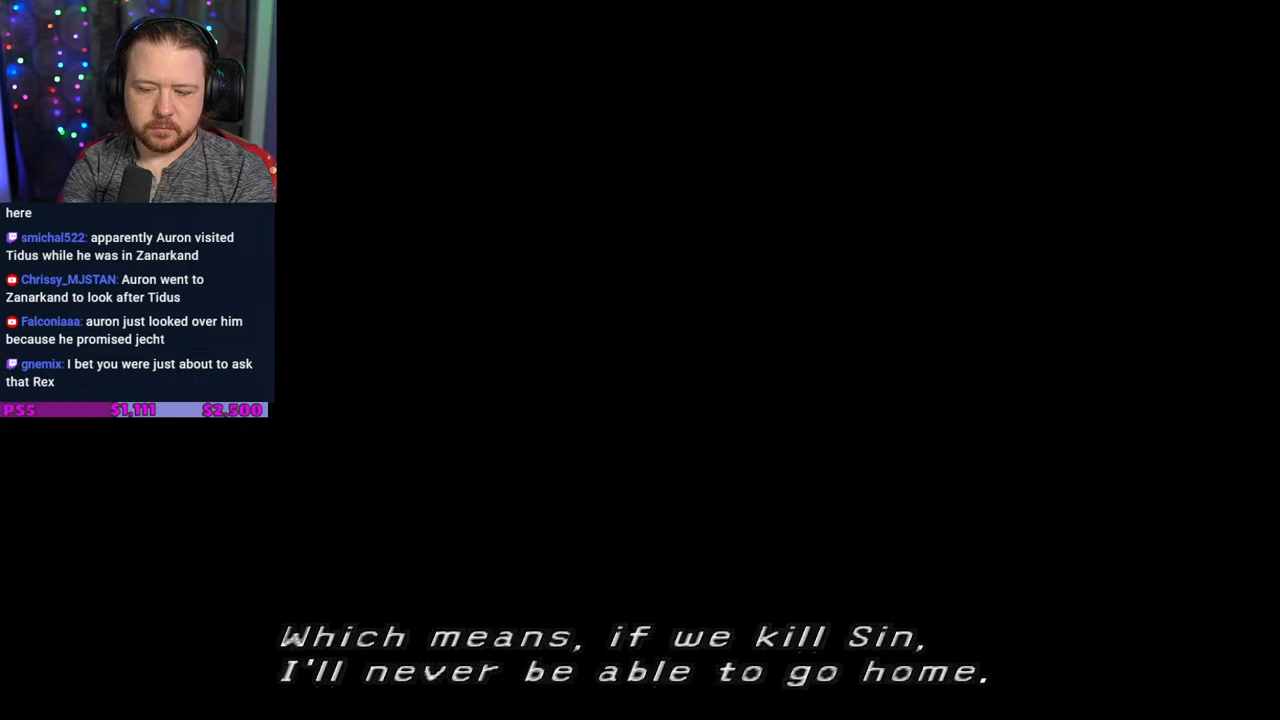 here
smichal522: apparently Auron visited
Tidus while he was in Zanarkand
Chrissy_MJSTAN: Auron went to
Zanarkand to look after Tidus
Falconiaaa: auron just looked over him
because he promised jecht
gnemix: I bet you were just about to ask
that Rex
PS5 $1,111 $2,500
Which means, if we kill Sin,
I'll never be able to go home.